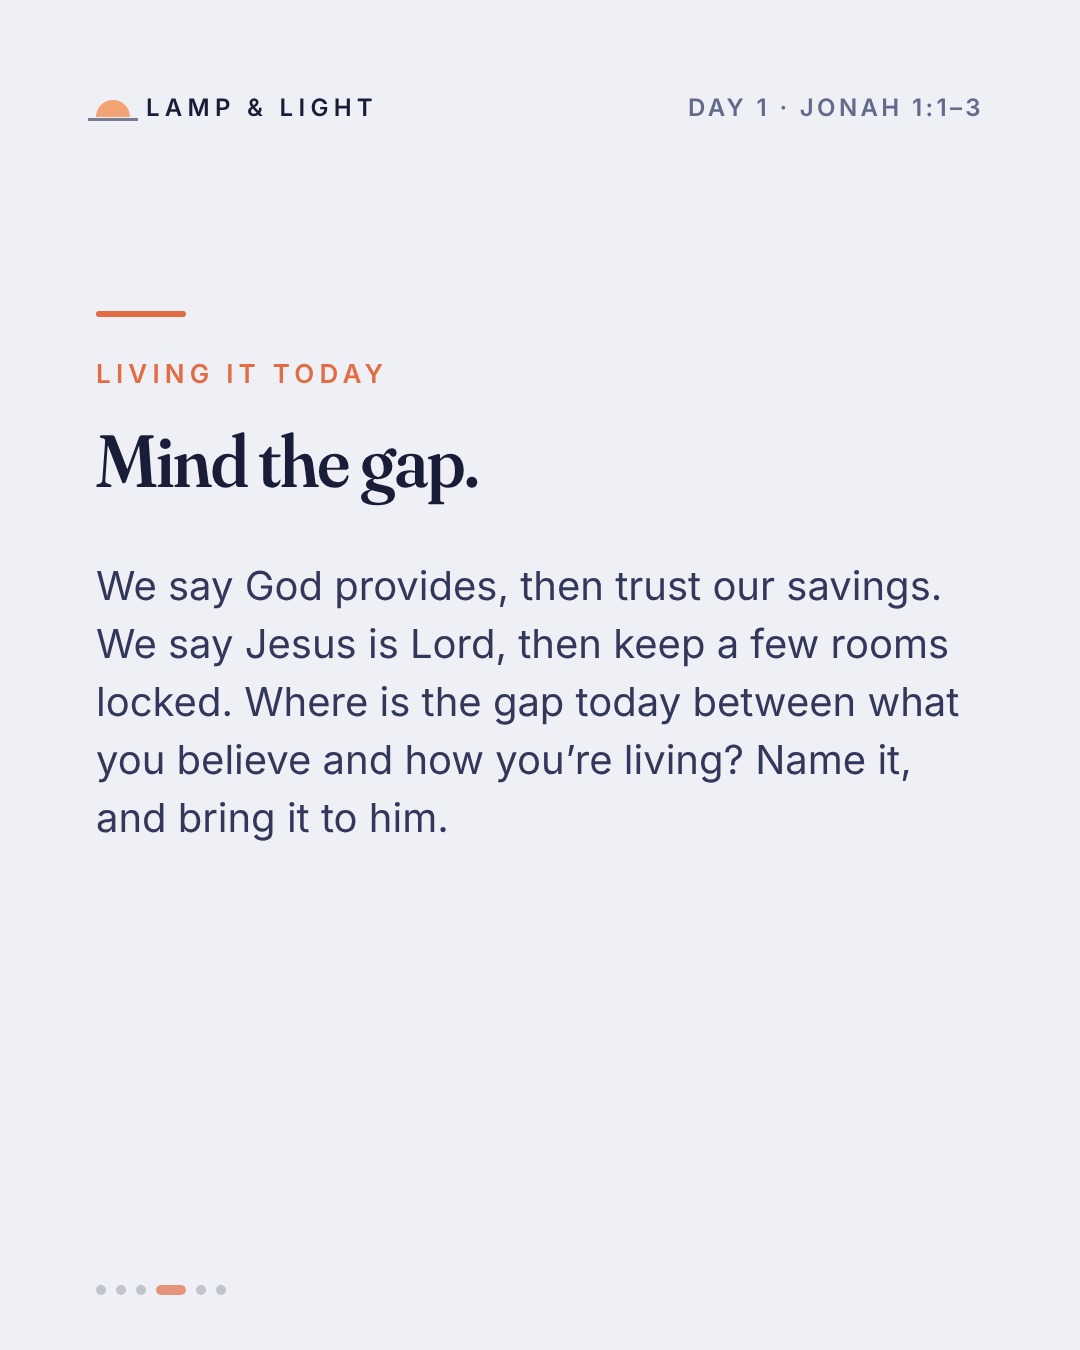 LAMP & LIGHT
DAY 1 · JONAH 1:1–3
LIVING IT TODAY
Mind the gap.
We say God provides, then trust our savings.
We say Jesus is Lord, then keep a few rooms
locked. Where is the gap today between what
you believe and how you’re living? Name it,
and bring it to him.